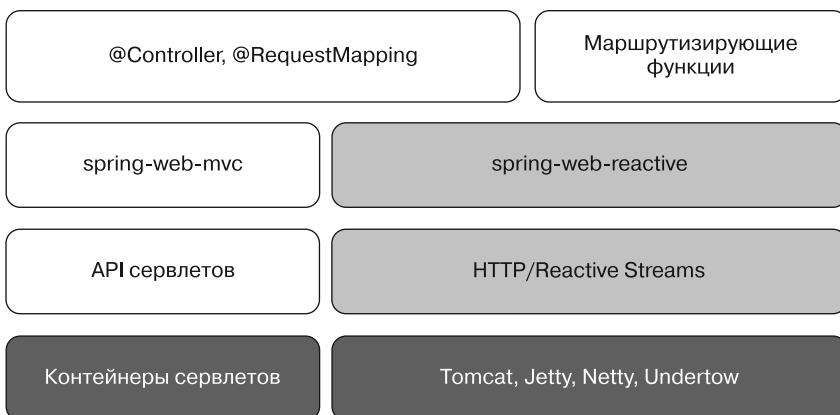 @Controller, @RequestMapping
Маршрутизирующие
функции
spring-web-mvc
spring-web-reactive
API сервлетов
HTTP/Reactive Streams
Контейнеры сервлетов
Tomcat, Jetty, Netty, Undertow